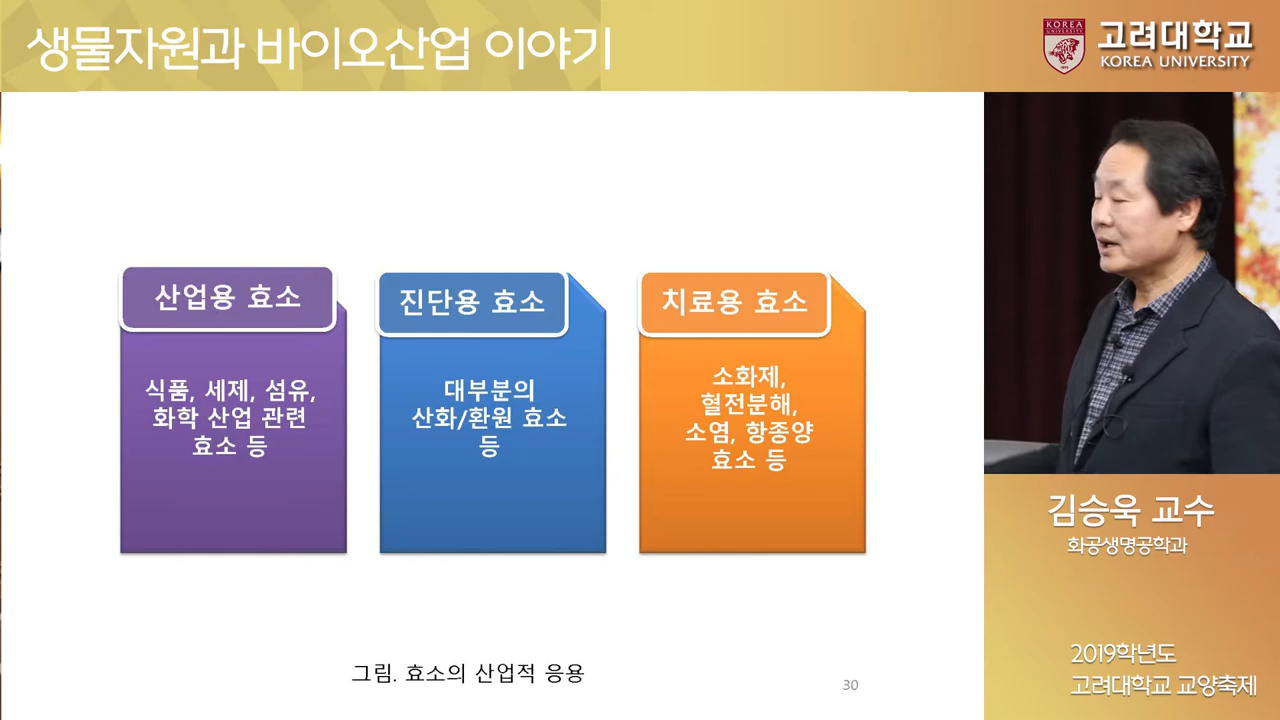 생물자원과 바이오산업 이야기
KOREA
UNIVERSITY
고려대학교
KOREA UNIVERSITY
산업용 효소
식품, 세제, 섬유,
화학 산업 관련
효소 등
진단용 효소
대부분의
산화/환원 효소
등
치료용 효소
소화제,
혈전분해,
소염, 항종양
효소 등
그림. 효소의 산업적 응용
30
김승욱 교수
화공생명공학과
2019학년도
고려대학교 교양축제